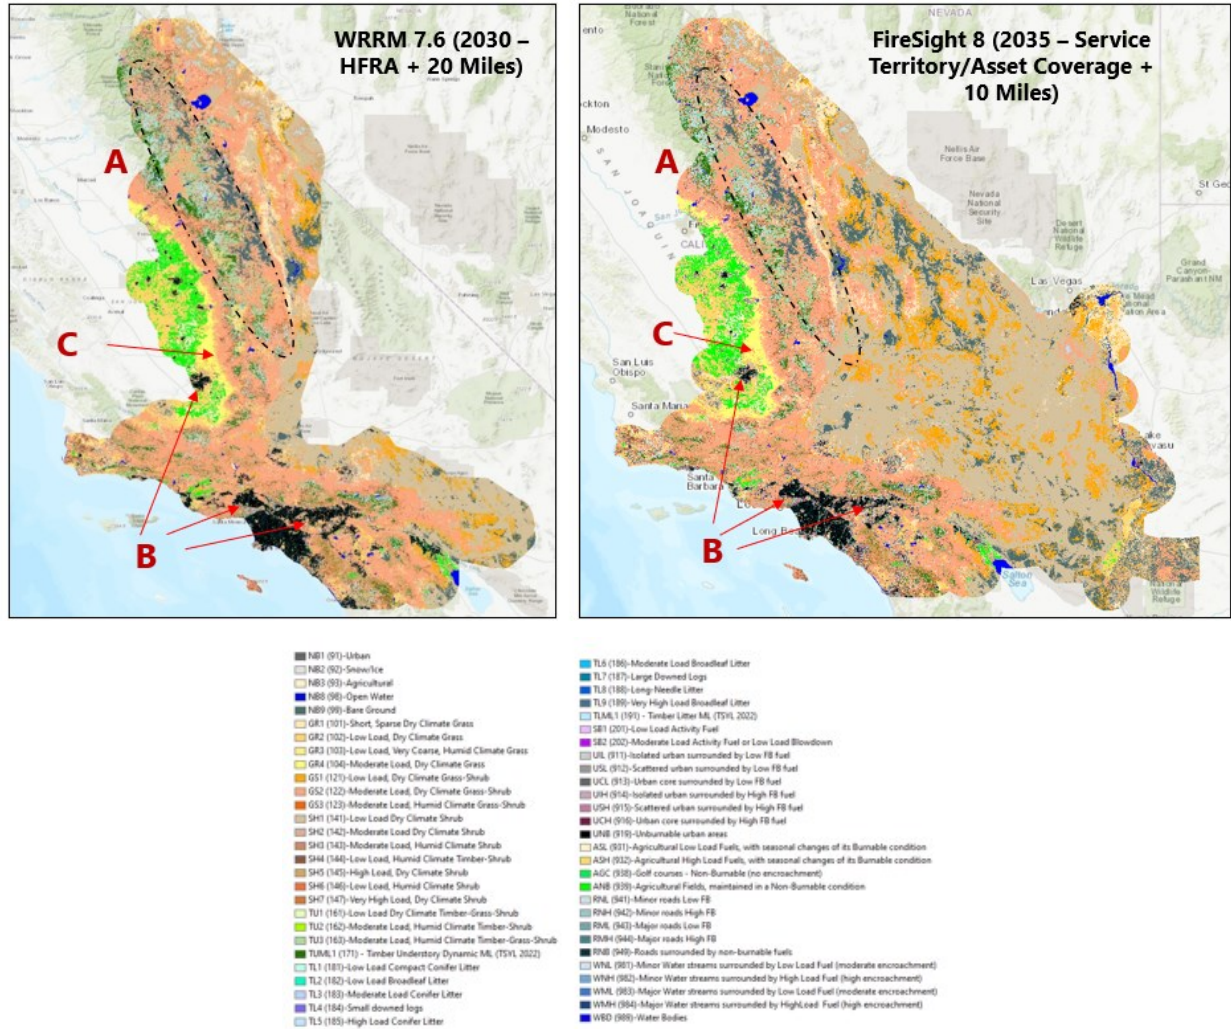 WRRM 7.6 (2030 –
HFRA + 20 Miles)
A
C
B
NEVADA
FireSight 8 (2035 – Service
Territory/Asset Coverage +
10 Miles)
Modesto
SAN JOAQUIN
Nellis Air
Force Base
Nevada
National
Security
Site
Desert
National
Wildlife
Refuge
St Geo
Grand
Canyon-
Parashant NM
Las Vegas
A
C
San Luis
Obispo
Santa Maria
Santa
Barbara
Long Bea
B
Salton
Sea
National
Wildlife
Refuge
NB1 (91)-Urban
NB2 (92)-Snow/Ice
NB3 (93)-Agricultural
NB8 (98)-Open Water
NB9 (99)-Bare Ground
GR1 (101)-Short, Sparse Dry Climate Grass
GR2 (102)-Low Load, Dry Climate Grass
GR3 (103)-Low Load, Very Coarse, Humid Climate Grass
GR4 (104)-Moderate Load, Dry Climate Grass
GS1 (121)-Low Load, Dry Climate Grass-Shrub
GS2 (122)-Moderate Load, Dry Climate Grass-Shrub
GS3 (123)-Moderate Load, Humid Climate Grass-Shrub
SH1 (141)-Low Load Dry Climate Shrub
SH2 (142)-Moderate Load Dry Climate Shrub
SH3 (143)-Moderate Load, Humid Climate Shrub
SH4 (144)-Low Load, Humid Climate Timber-Shrub
SH5 (145)-High Load, Dry Climate Shrub
SH6 (146)-Low Load, Humid Climate Shrub
SH7 (147)-Very High Load, Dry Climate Shrub
TU1 (161)-Low Load Dry Climate Timber-Grass-Shrub
TU2 (162)-Moderate Load, Humid Climate Timber-Shrub
TU3 (163)-Moderate Load, Humid Climate Timber-Grass-Shrub
TUML1 (171) - Timber Understory Dynamic ML (TSYL 2022)
TL1 (181)-Low Load Compact Conifer Litter
TL2 (182)-Low Load Broadleaf Litter
TL3 (183)-Moderate Load Conifer Litter
TL4 (184)-Small downed logs
TL5 (185)-High Load Conifer Litter
TL6 (186)-Moderate Load Broadleaf Litter
TL7 (187)-Large Downed Logs
TL8 (188)-Long-Needle Litter
TL9 (189)-Very High Load Broadleaf Litter
TLML1 (191) - Timber Litter ML (TSYL 2022)
SB1 (201)-Low Load Activity Fuel
SB2 (202)-Moderate Load Activity Fuel or Low Load Blowdown
UIL (911)-Isolated urban surrounded by Low FB fuel
USL (912)-Scattered urban surrounded by Low FB fuel
UCL (913)-Urban core surrounded by Low FB fuel
UIH (914)-Isolated urban surrounded by High FB fuel
USH (915)-Scattered urban surrounded by High FB fuel
UCH (916)-Urban core surrounded by High FB fuel
UNB (919)-Unburnable urban areas
ASL (931)-Agricultural Low Load Fuels, with seasonal changes of its Burnable condition
ASH (932)-Agricultural High Load Fuels, with seasonal changes of its Burnable condition
AGC (938)-Golf courses - Non-Burnable (no encroachment)
ANB (939)-Agricultural Fields, maintained in a Non-Burnable condition
RNL (941)-Minor roads Low FB
RNH (942)-Minor roads High FB
RML (943)-Major roads Low FB
RMH (944)-Major roads High FB
RNB (949)-Roads surrounded by non-burnable fuels
WNL (981)-Minor Water streams surrounded by Low Load Fuel (moderate encroachment)
WNH (982)-Minor Water streams surrounded by High Load Fuel (high encroachment)
WML (983)-Major Water streams surrounded by Low Load Fuel (moderate encroachment)
WMH (984)-Major Water streams surrounded by HighLoad Fuel (high encroachment)
WBD (989)-Water Bodies